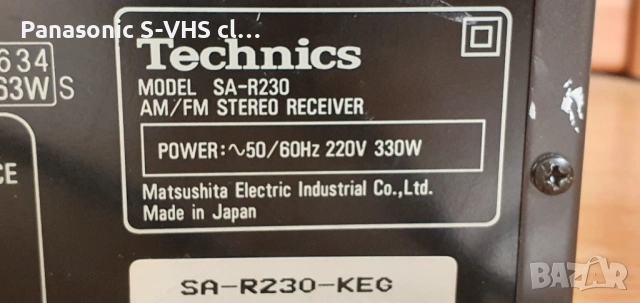 Panasonic S-VHS cl...
634
63W S
CE
Technics
MODEL SA-R230
AM/FM STEREO RECEIVER
POWER:∿50/60Hz 220V 330W
Matsushita Electric Industrial Co.,Ltd.
Made in Japan
SA-R230-KEG
BAZAR